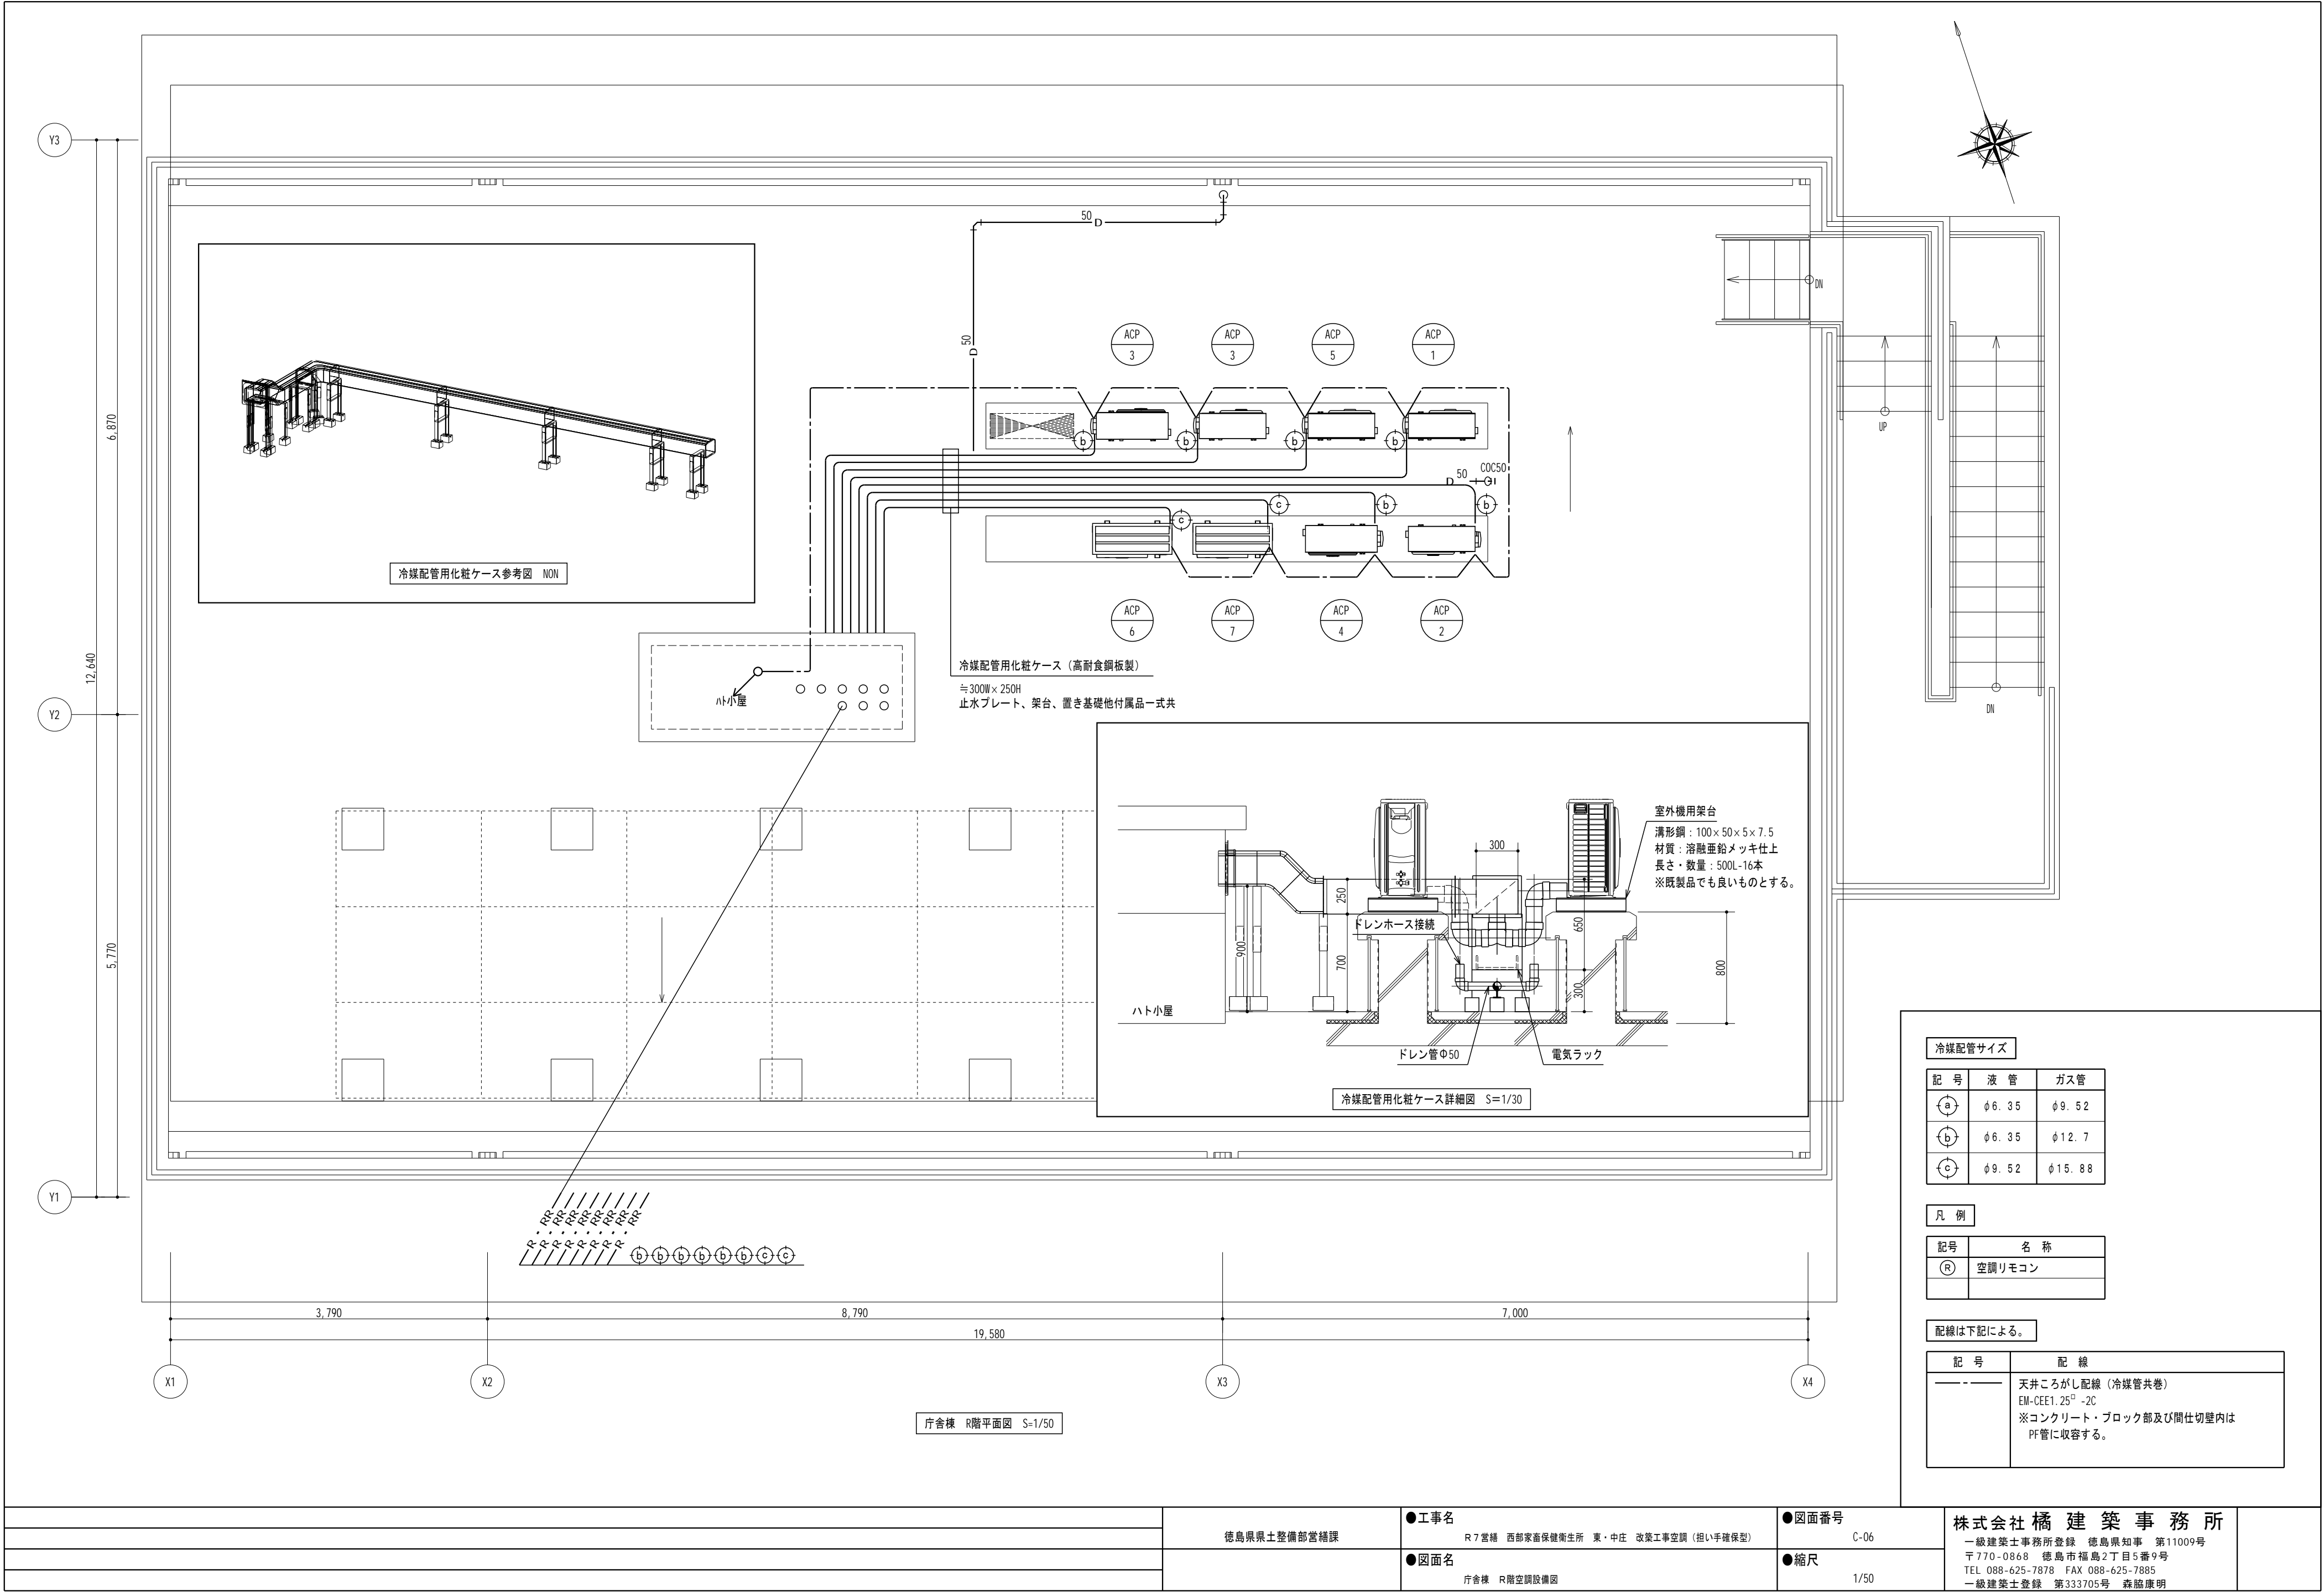 Y3
Y2
Y1
6,870
12,640
5,770
50
D
50
D
DN
UP
DN
ACP
3
ACP
3
ACP
5
ACP
1
b
b
b
b
50
D
COC50
c
c
b
b
ACP
6
ACP
7
ACP
4
ACP
2
冷媒配管用化粧ケース参考図 NON
ハト小屋
冷媒配管用化粧ケース（高耐食鋼板製）
≒300W×250H
止水プレート、架台、置き基礎他付属品一式共
室外機用架台
溝形鋼：100×50×5×7.5
材質：溶融亜鉛メッキ仕上
長さ・数量：500L-16本
※既製品でも良いものとする。
300
250
ドレンホース接続
650
900
700
300
800
ハト小屋
ドレン管Φ50
電気ラック
冷媒配管用化粧ケース詳細図 S＝1/30
R・RR
R・RR
R・RR
R・RR
R・RR
R・RR
R・RR
R・RR
b b b b b b c c
3,790
8,790
7,000
19,580
X1
X2
X3
X4
庁舎棟 R階平面図 S=1/50
冷媒配管サイズ
記 号 液 管 ガス管
a φ6.35 φ9.52
b φ6.35 φ12.7
c φ9.52 φ15.88
凡 例
記号 名 称
R 空調リモコン
配線は下記による。
記 号 配 線
天井ころがし配線（冷媒管共巻）
EM-CEE1.25□ -2C
※コンクリート・ブロック部及び間仕切壁内は
PF管に収容する。
徳島県県土整備部営繕課
●工事名
R７営繕 西部家畜保健衛生所 東・中庄 改築工事空調（担い手確保型）
●図面名
庁舎棟 R階空調設備図
●図面番号
C-06
●縮尺
1/50
株式会社 橘 建 築 事 務 所
一級建築士事務所登録 徳島県知事 第11009号
〒770-0868 徳島市福島2丁目5番9号
TEL 088-625-7878 FAX 088-625-7885
一級建築士登録 第333705号 森脇康明